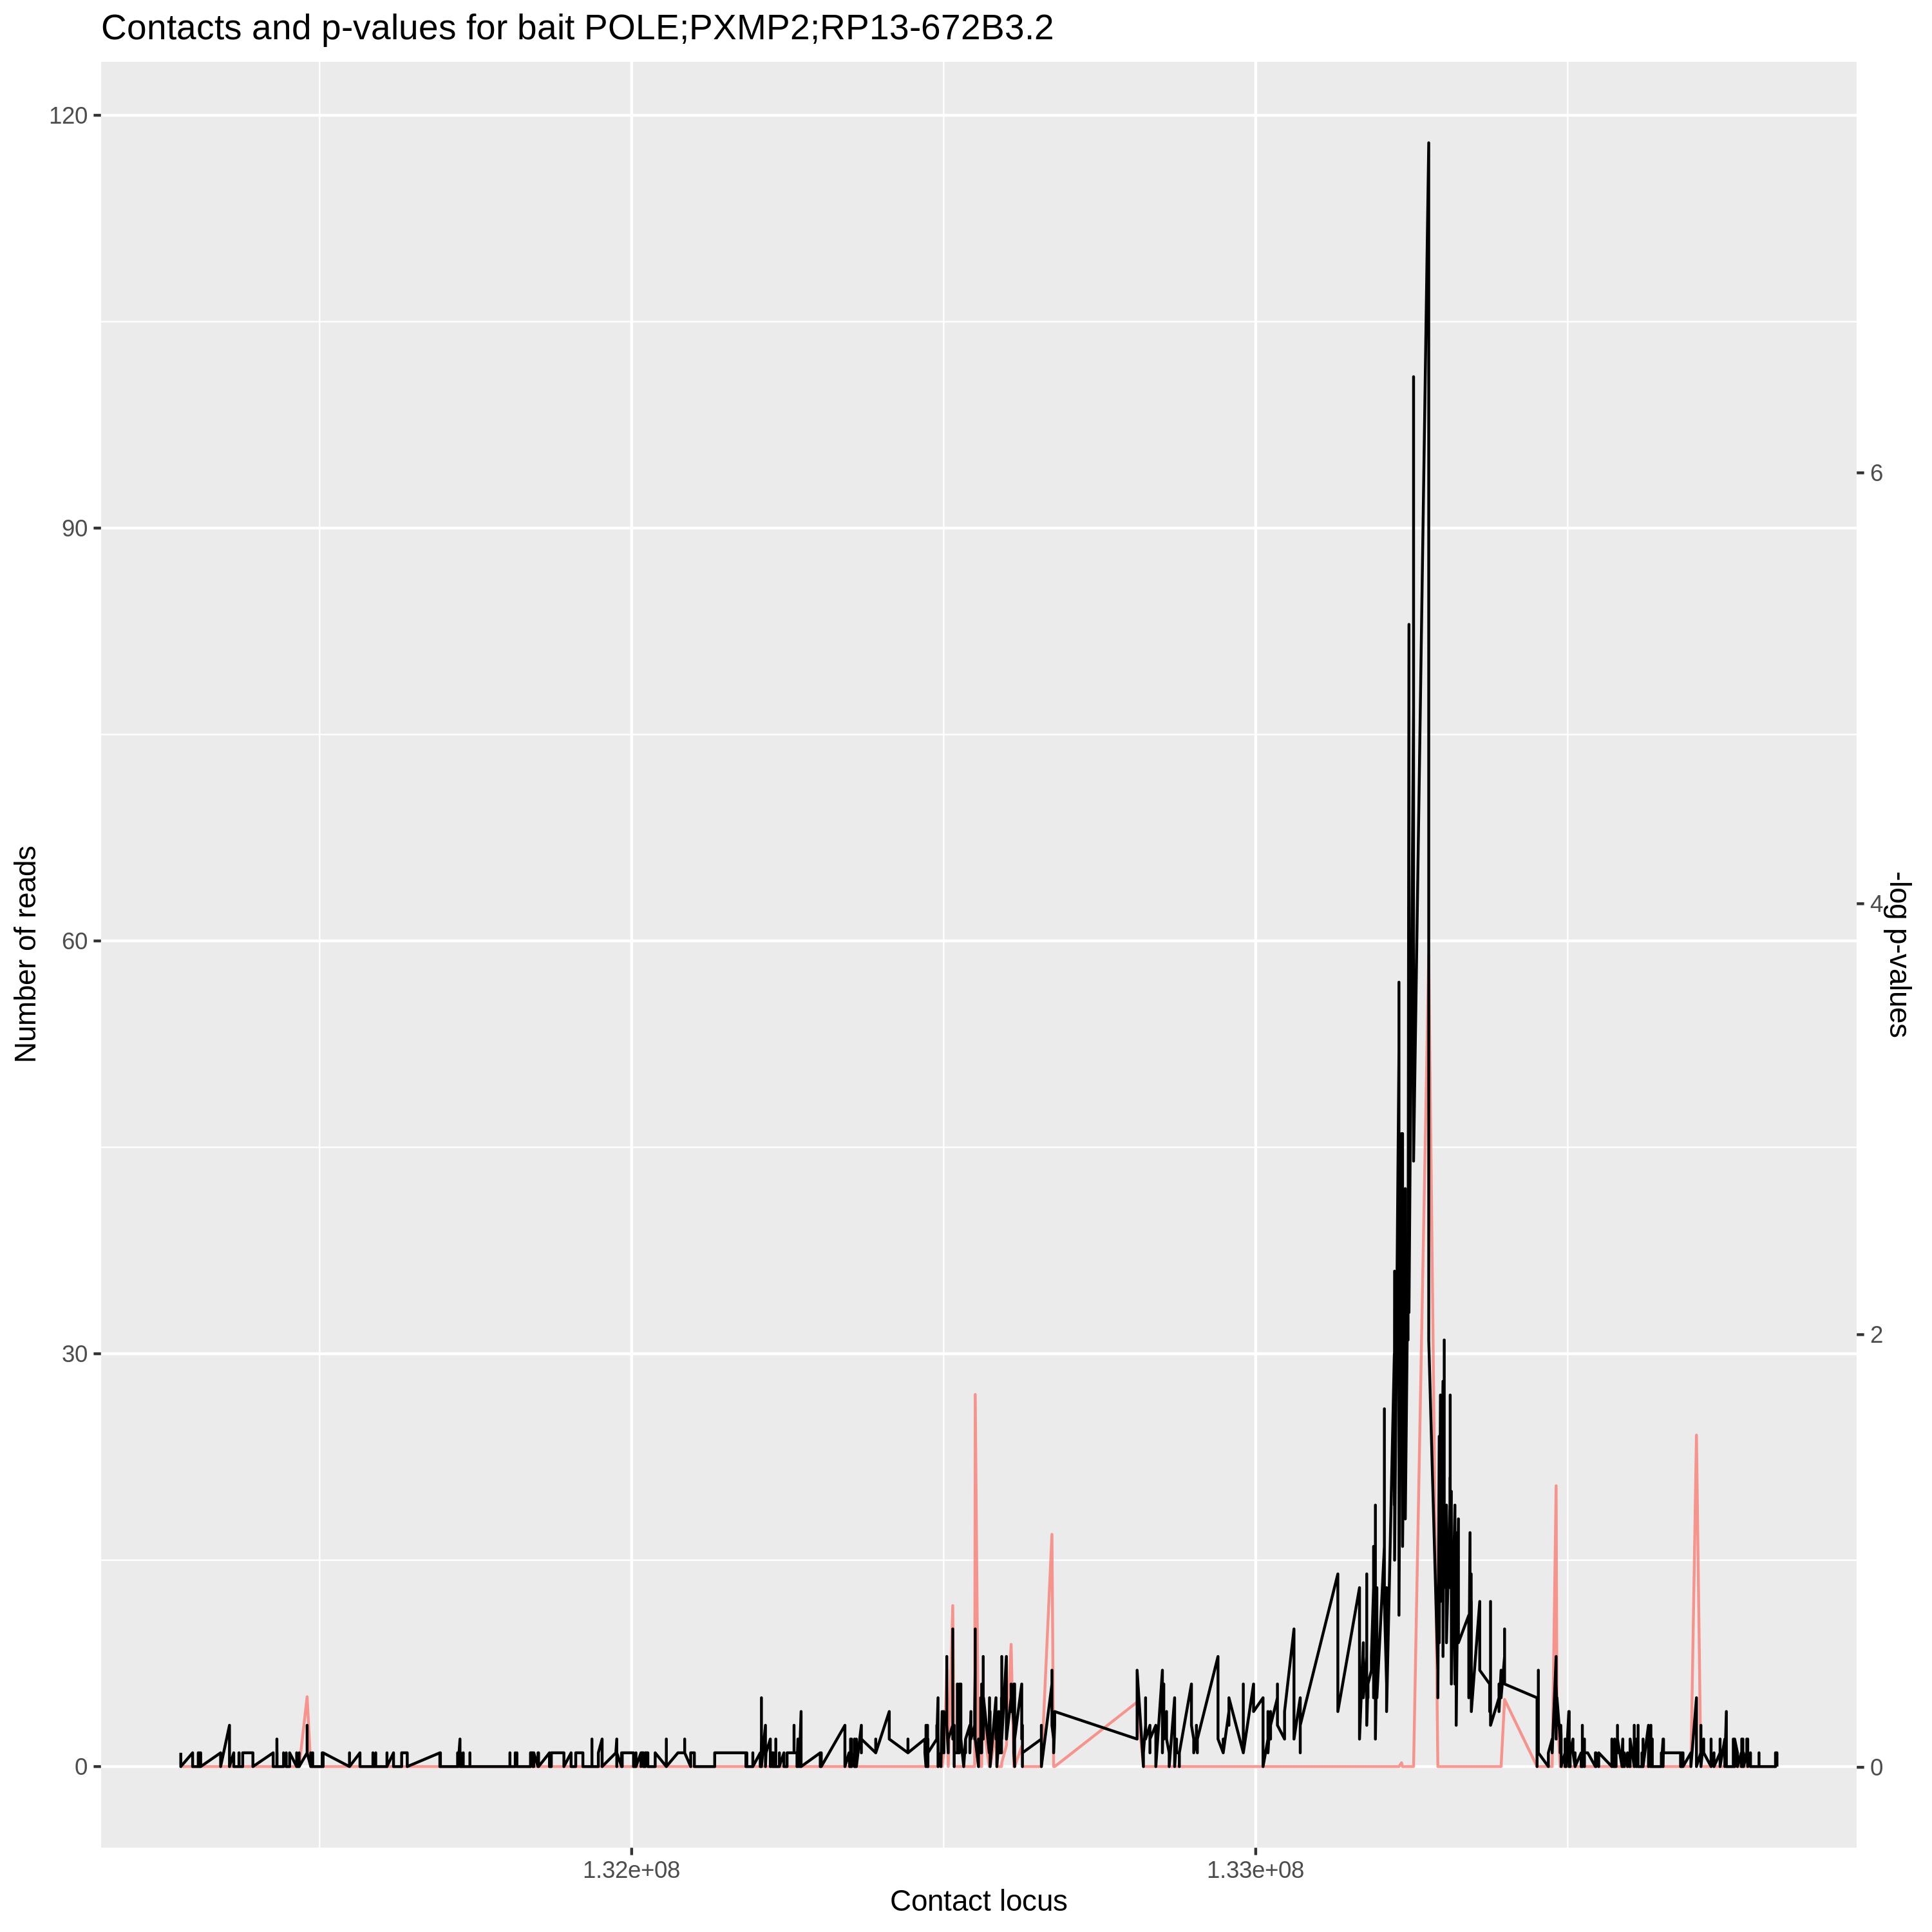 Contacts and p-values for bait POLE;PXMP2;RP13-672B3.2
120
90
60
30
0
Number of reads
6
4
2
0
-log p-values
1.32e+08
1.33e+08
Contact locus